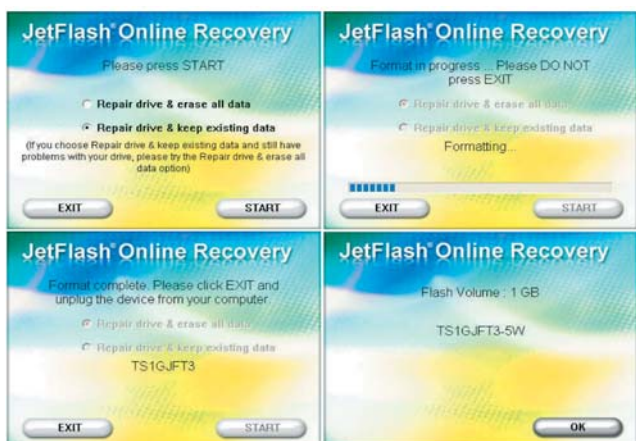 JetFlash® Online Recovery
Please press START
Repair drive & erase all data
Repair drive & keep existing data
(If you choose Repair drive & keep existing data and still have
problems with your drive, please try the Repair drive & erase all
data option)
EXIT START
JetFlash® Online Recovery
Format in progress ... Please DO NOT
press EXIT
Repair drive & erase all data
Repair drive & keep existing data
Formatting...
EXIT START
JetFlash® Online Recovery
Format complete. Please click EXIT and
unplug the device from your computer.
Repair drive & erase all data
Repair drive & keep existing data
TS1GJFT3
EXIT START
JetFlash® Online Recovery
Flash Volume : 1 GB
TS1GJFT3-5W
OK